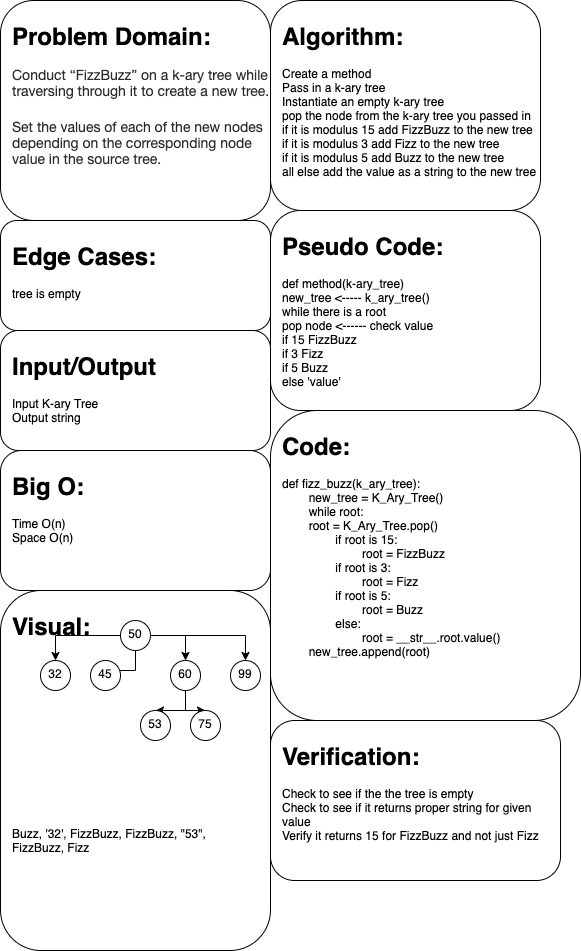 Problem Domain:
Conduct “FizzBuzz” on a k-ary tree while
traversing through it to create a new tree.
Set the values of each of the new nodes
depending on the corresponding node
value in the source tree.
Edge Cases:
tree is empty
Input/Output
Input K-ary Tree
Output string
Big O:
Time O(n)
Space O(n)
Visual:
50
32
45
60
99
53
75
Buzz, '32', FizzBuzz, FizzBuzz, "53",
FizzBuzz, Fizz
Algorithm:
Create a method
Pass in a k-ary tree
Instantiate an empty k-ary tree
pop the node from the k-ary tree you passed in
if it is modulus 15 add FizzBuzz to the new tree
if it is modulus 3 add Fizz to the new tree
if it is modulus 5 add Buzz to the new tree
all else add the value as a string to the new tree
Pseudo Code:
def method(k-ary_tree)
new_tree <----- k_ary_tree()
while there is a root
pop node <------ check value
if 15 FizzBuzz
if 3 Fizz
if 5 Buzz
else 'value'
Code:
def fizz_buzz(k_ary_tree):
new_tree = K_Ary_Tree()
while root:
root = K_Ary_Tree.pop()
if root is 15:
root = FizzBuzz
if root is 3:
root = Fizz
if root is 5:
root = Buzz
else:
root = __str__.root.value()
new_tree.append(root)
Verification:
Check to see if the the tree is empty
Check to see if it returns proper string for given
value
Verify it returns 15 for FizzBuzz and not just Fizz